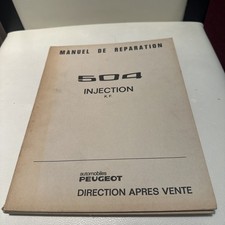 MANUEL DE REPARATION
504
INJECTION
automobiles
PEUGEOT
DIRECTION APRES VENTE